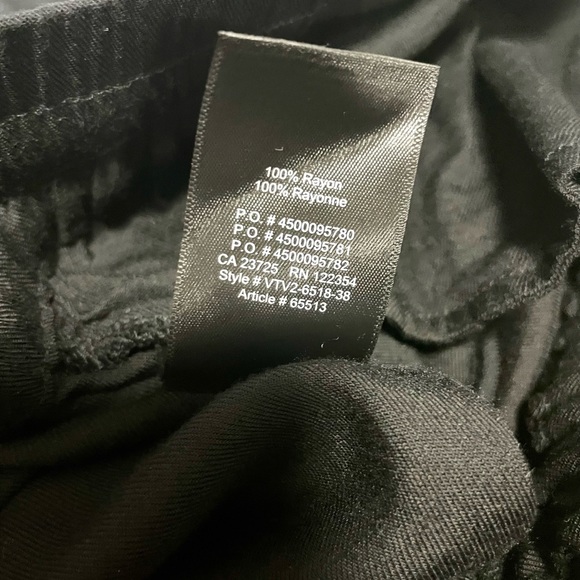 100% Rayon
100% Rayonne
P.O. # 4500095780
P.O. # 4500095781
P.O. # 4500095782
CA 23725 RN 122354
Style # VTV2-6518-38
Article # 65513